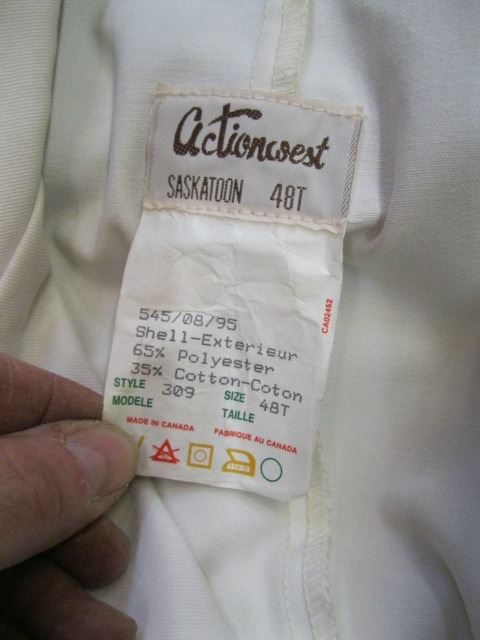 actionwest
SASKATOON 48T
545/08/95
Shell-Exterieur
65% Polyester
35% Cotton-Coton
STYLE 309 SIZE 48T
MODELE TAILLE
MADE IN CANADA FABRIQUE AU CANADA
CA02452